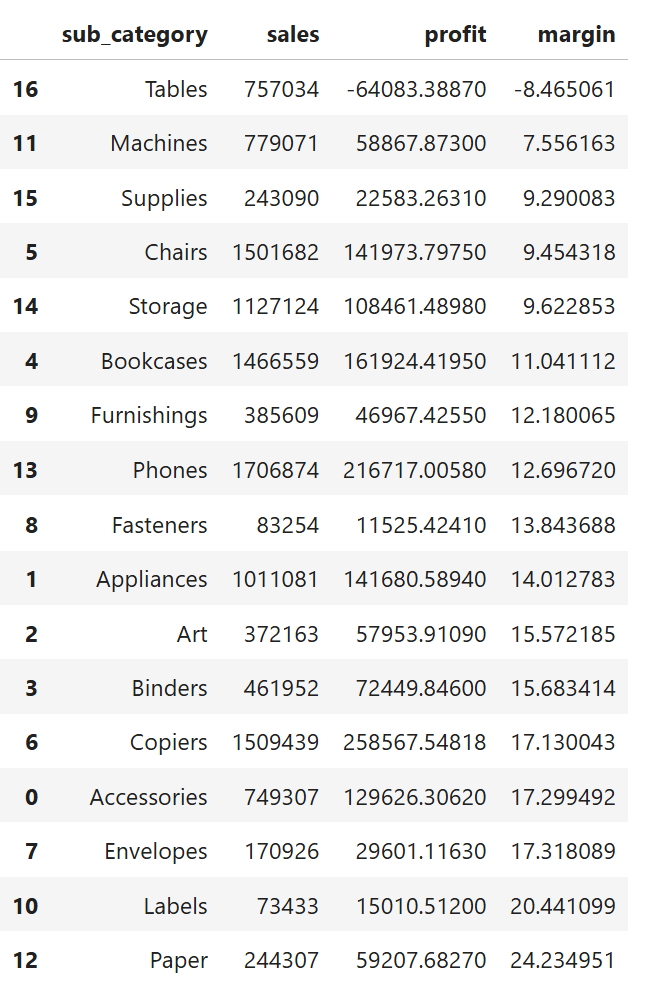 sub_category sales profit margin
16 Tables 757034 -64083.38870 -8.465061
11 Machines 779071 58867.87300 7.556163
15 Supplies 243090 22583.26310 9.290083
5 Chairs 1501682 141973.79750 9.454318
14 Storage 1127124 108461.48980 9.622853
4 Bookcases 1466559 161924.41950 11.041112
9 Furnishings 385609 46967.42550 12.180065
13 Phones 1706874 216717.00580 12.696720
8 Fasteners 83254 11525.42410 13.843688
1 Appliances 1011081 141680.58940 14.012783
2 Art 372163 57953.91090 15.572185
3 Binders 461952 72449.84600 15.683414
6 Copiers 1509439 258567.54818 17.130043
0 Accessories 749307 129626.30620 17.299492
7 Envelopes 170926 29601.11630 17.318089
10 Labels 73433 15010.51200 20.441099
12 Paper 244307 59207.68270 24.234951